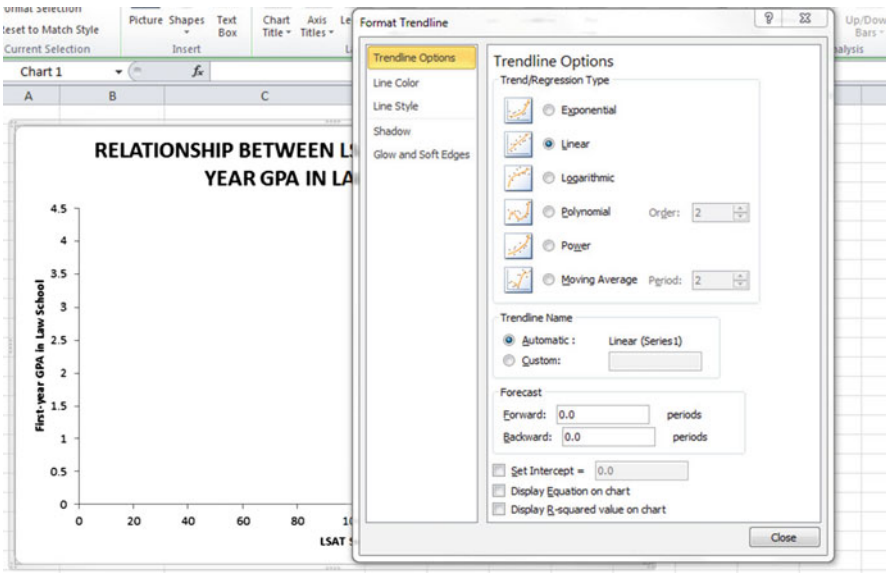 Format Selection
Reset to Match Style
Current Selection
Picture Shapes Text Box
Insert
Chart Title Axis Titles
Up/Down Bars
Chart 1
fx
A B C
RELATIONSHIP BETWEEN
YEAR GPA IN LA
4.5
4
3.5
3
2.5
2
1.5
1
0.5
0
First-year GPA in Law School
0 20 40 60 80
LSAT
Format Trendline
? X
Trendline Options
Line Color
Line Style
Shadow
Glow and Soft Edges
Trendline Options
Trend/Regression Type
Exponential
Linear
Logarithmic
Polynomial Order: 2
Power
Moving Average Period: 2
Trendline Name
Automatic : Linear (Series1)
Custom:
Forecast
Forward: 0.0 periods
Backward: 0.0 periods
Set Intercept = 0.0
Display Equation on chart
Display R-squared value on chart
Close